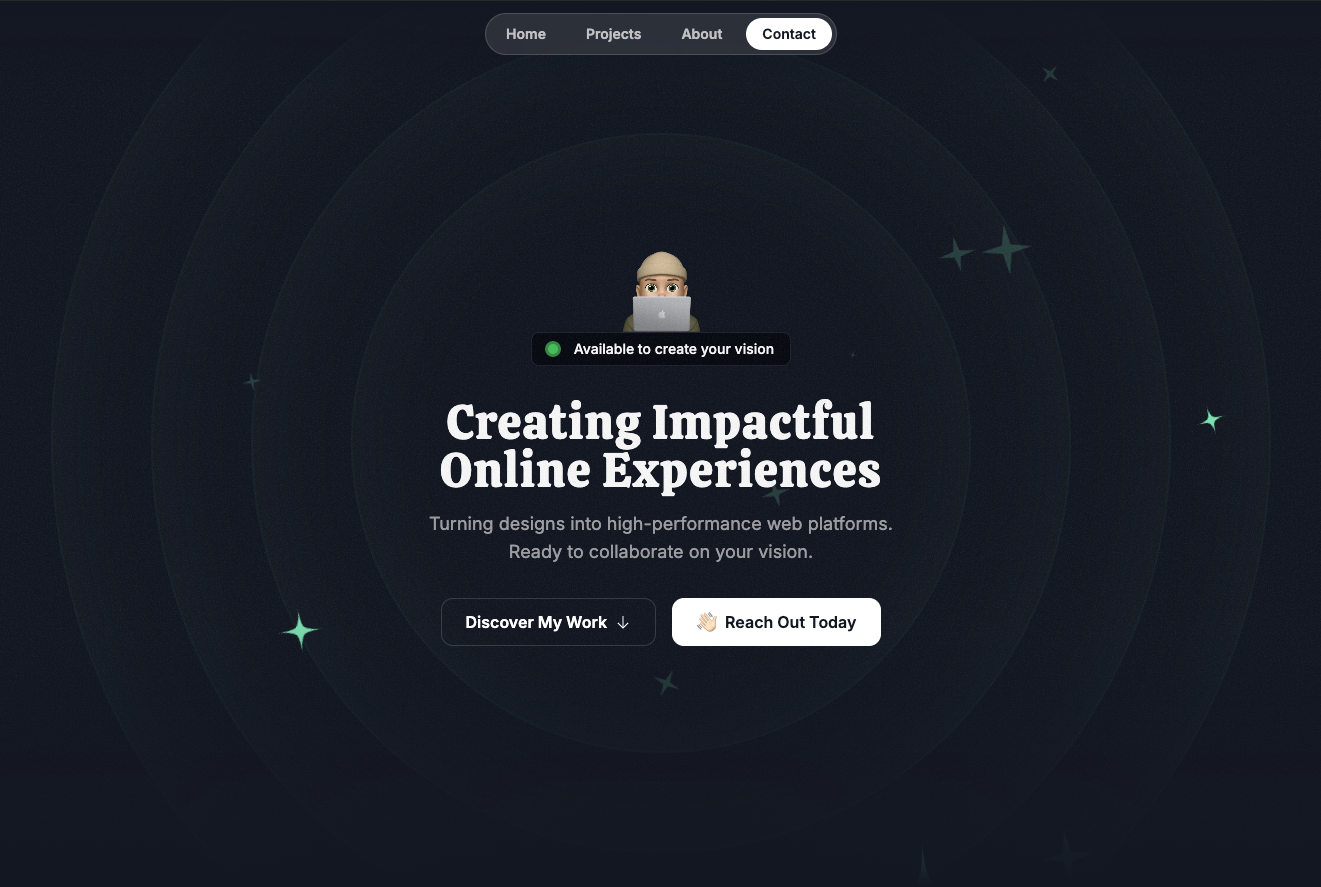 Home
Projects
About
Contact
Available to create your vision
Creating Impactful
Online Experiences
Turning designs into high-performance web platforms.
Ready to collaborate on your vision.
Discover My Work ↓
👋🏻 Reach Out Today